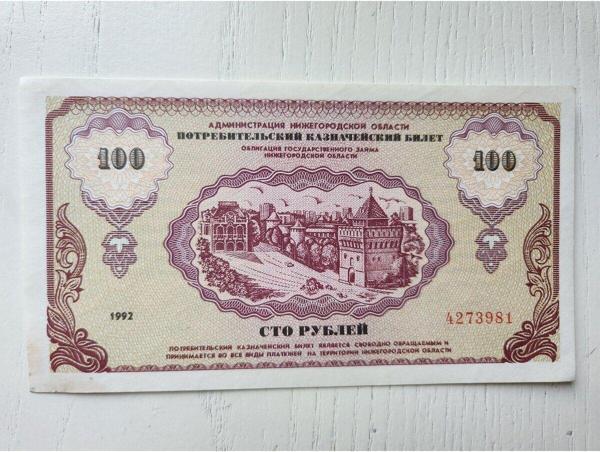 АДМИНИСТРАЦИЯ НИЖЕГОРОДСКОЙ ОБЛАСТИ
ПОТРЕБИТЕЛЬСКИЙ КАЗНАЧЕЙСКИЙ БИЛЕТ
ОБЛИГАЦИЯ ГОСУДАРСТВЕННОГО ЗАЙМА
НИЖЕГОРОДСКОЙ ОБЛАСТИ
100
100
1992
4273981
СТО РУБЛЕЙ
ПОТРЕБИТЕЛЬСКИЙ КАЗНАЧЕЙСКИЙ БИЛЕТ ЯВЛЯЕТСЯ СВОБОДНО ОБРАЩАЕМЫМ И
ПРИНИМАЕТСЯ ВО ВСЕ ВИДЫ ПЛАТЕЖЕЙ НА ТЕРРИТОРИИ НИЖЕГОРОДСКОЙ ОБЛАСТИ